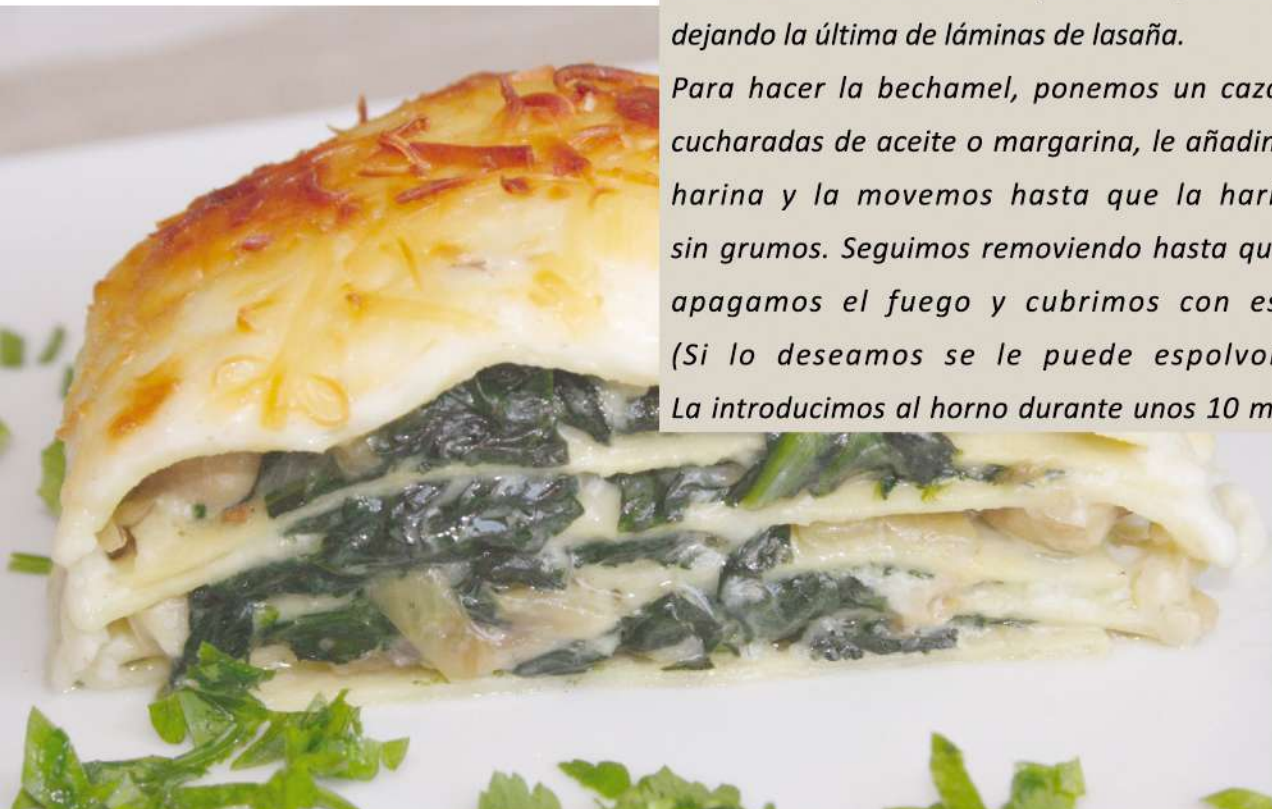 dejando la última de láminas de lasaña.
Para hacer la bechamel, ponemos un cazo
cucharadas de aceite o margarina, le
harina y la movemos hasta que la
sin grumos. Seguimos removiendo hasta
apagamos el fuego y cubrimos con
(Si lo deseamos se le puede
La introducimos al horno durante unos 10